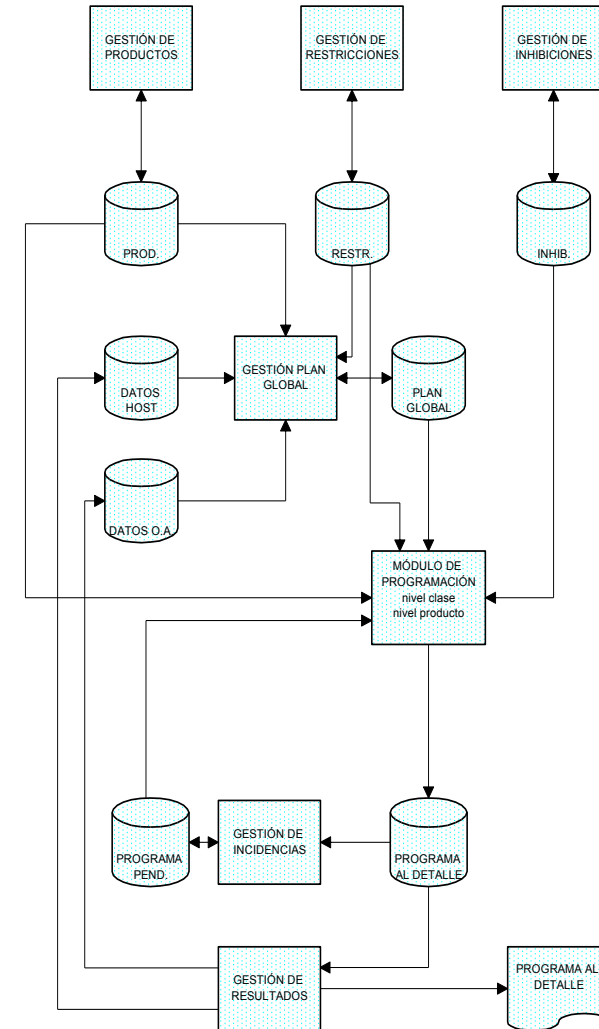 GESTIÓN DE
PRODUCTOS
GESTIÓN DE
RESTRICCIONES
GESTIÓN DE
INHIBICIONES
PROD.
RESTR.
INHIB.
DATOS
HOST
GESTIÓN PLAN
GLOBAL
PLAN
GLOBAL
DATOS O.A.
MÓDULO DE
PROGRAMACIÓN
nivel clase
nivel producto
PROGRAMA
PEND.
GESTIÓN DE
INCIDENCIAS
PROGRAMA
AL DETALLE
GESTIÓN DE
RESULTADOS
PROGRAMA AL
DETALLE